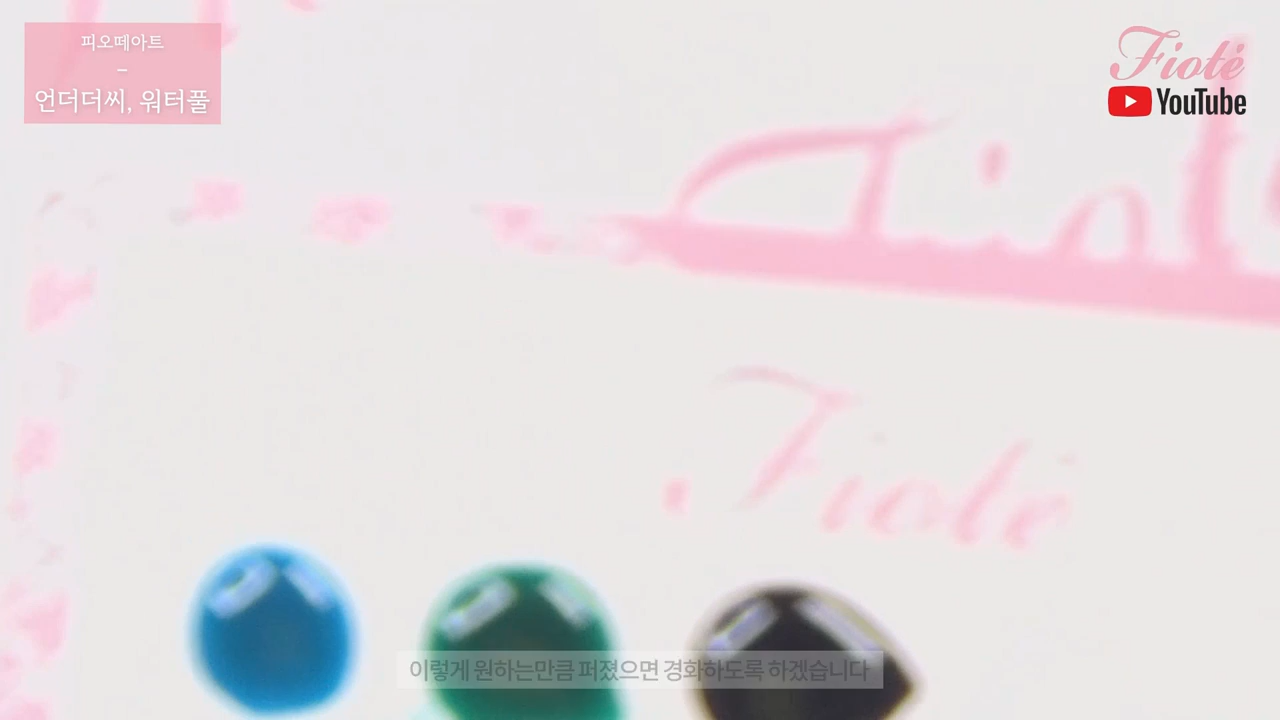 피오떼아트
–
언더더씨, 워터풀
Fioté
YouTube
Fioté
Fioté
이렇게 원하는만큼 퍼졌으면 경화하도록 하겠습니다